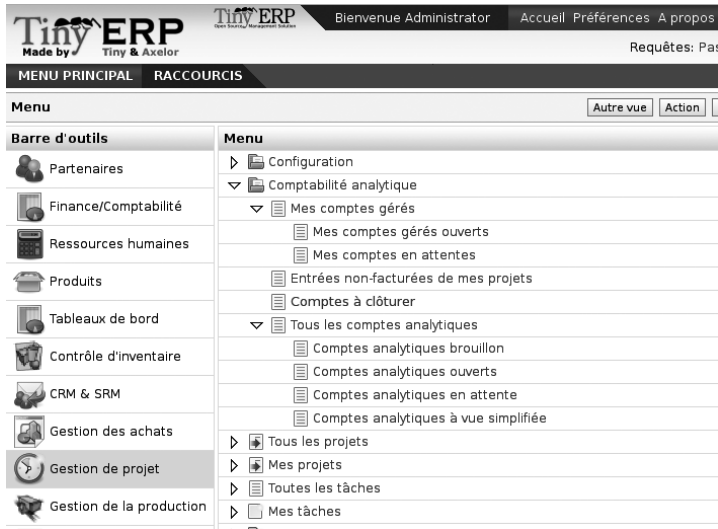 Tiny ERP
Made by Tiny & Axelor
Tiny ERP
Open Source Management Solution
Bienvenue Administrator
Accueil Préférences A propos
Requêtes: Pas
MENU PRINCIPAL RACCOURCIS
Menu
Autre vue Action
Barre d'outils
Partenaires
Finance/Comptabilité
Ressources humaines
Produits
Tableaux de bord
Contrôle d'inventaire
CRM & SRM
Gestion des achats
Gestion de projet
Gestion de la production
Menu
Configuration
Comptabilité analytique
Mes comptes gérés
Mes comptes gérés ouverts
Mes comptes en attentes
Entrées non-facturées de mes projets
Comptes à clôturer
Tous les comptes analytiques
Comptes analytiques brouillon
Comptes analytiques ouverts
Comptes analytiques en attente
Comptes analytiques à vue simplifiée
Tous les projets
Mes projets
Toutes les tâches
Mes tâches